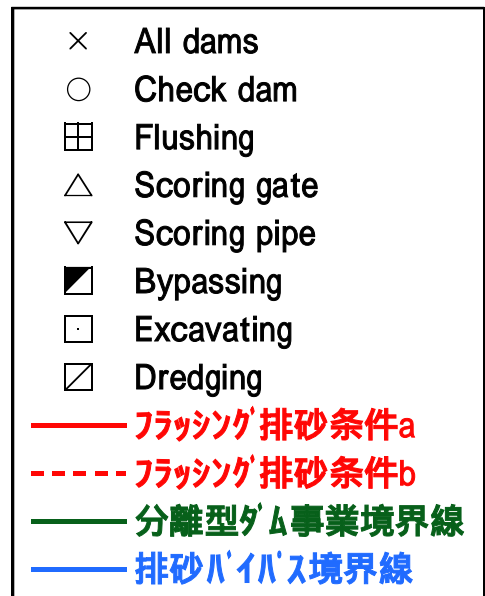 All dams
Check dam
Flushing
Scoring gate
Scoring pipe
Bypassing
Excavating
Dredging
フラッシング排砂条件a
フラッシング排砂条件b
分離型ダム事業境界線
排砂バイパス境界線